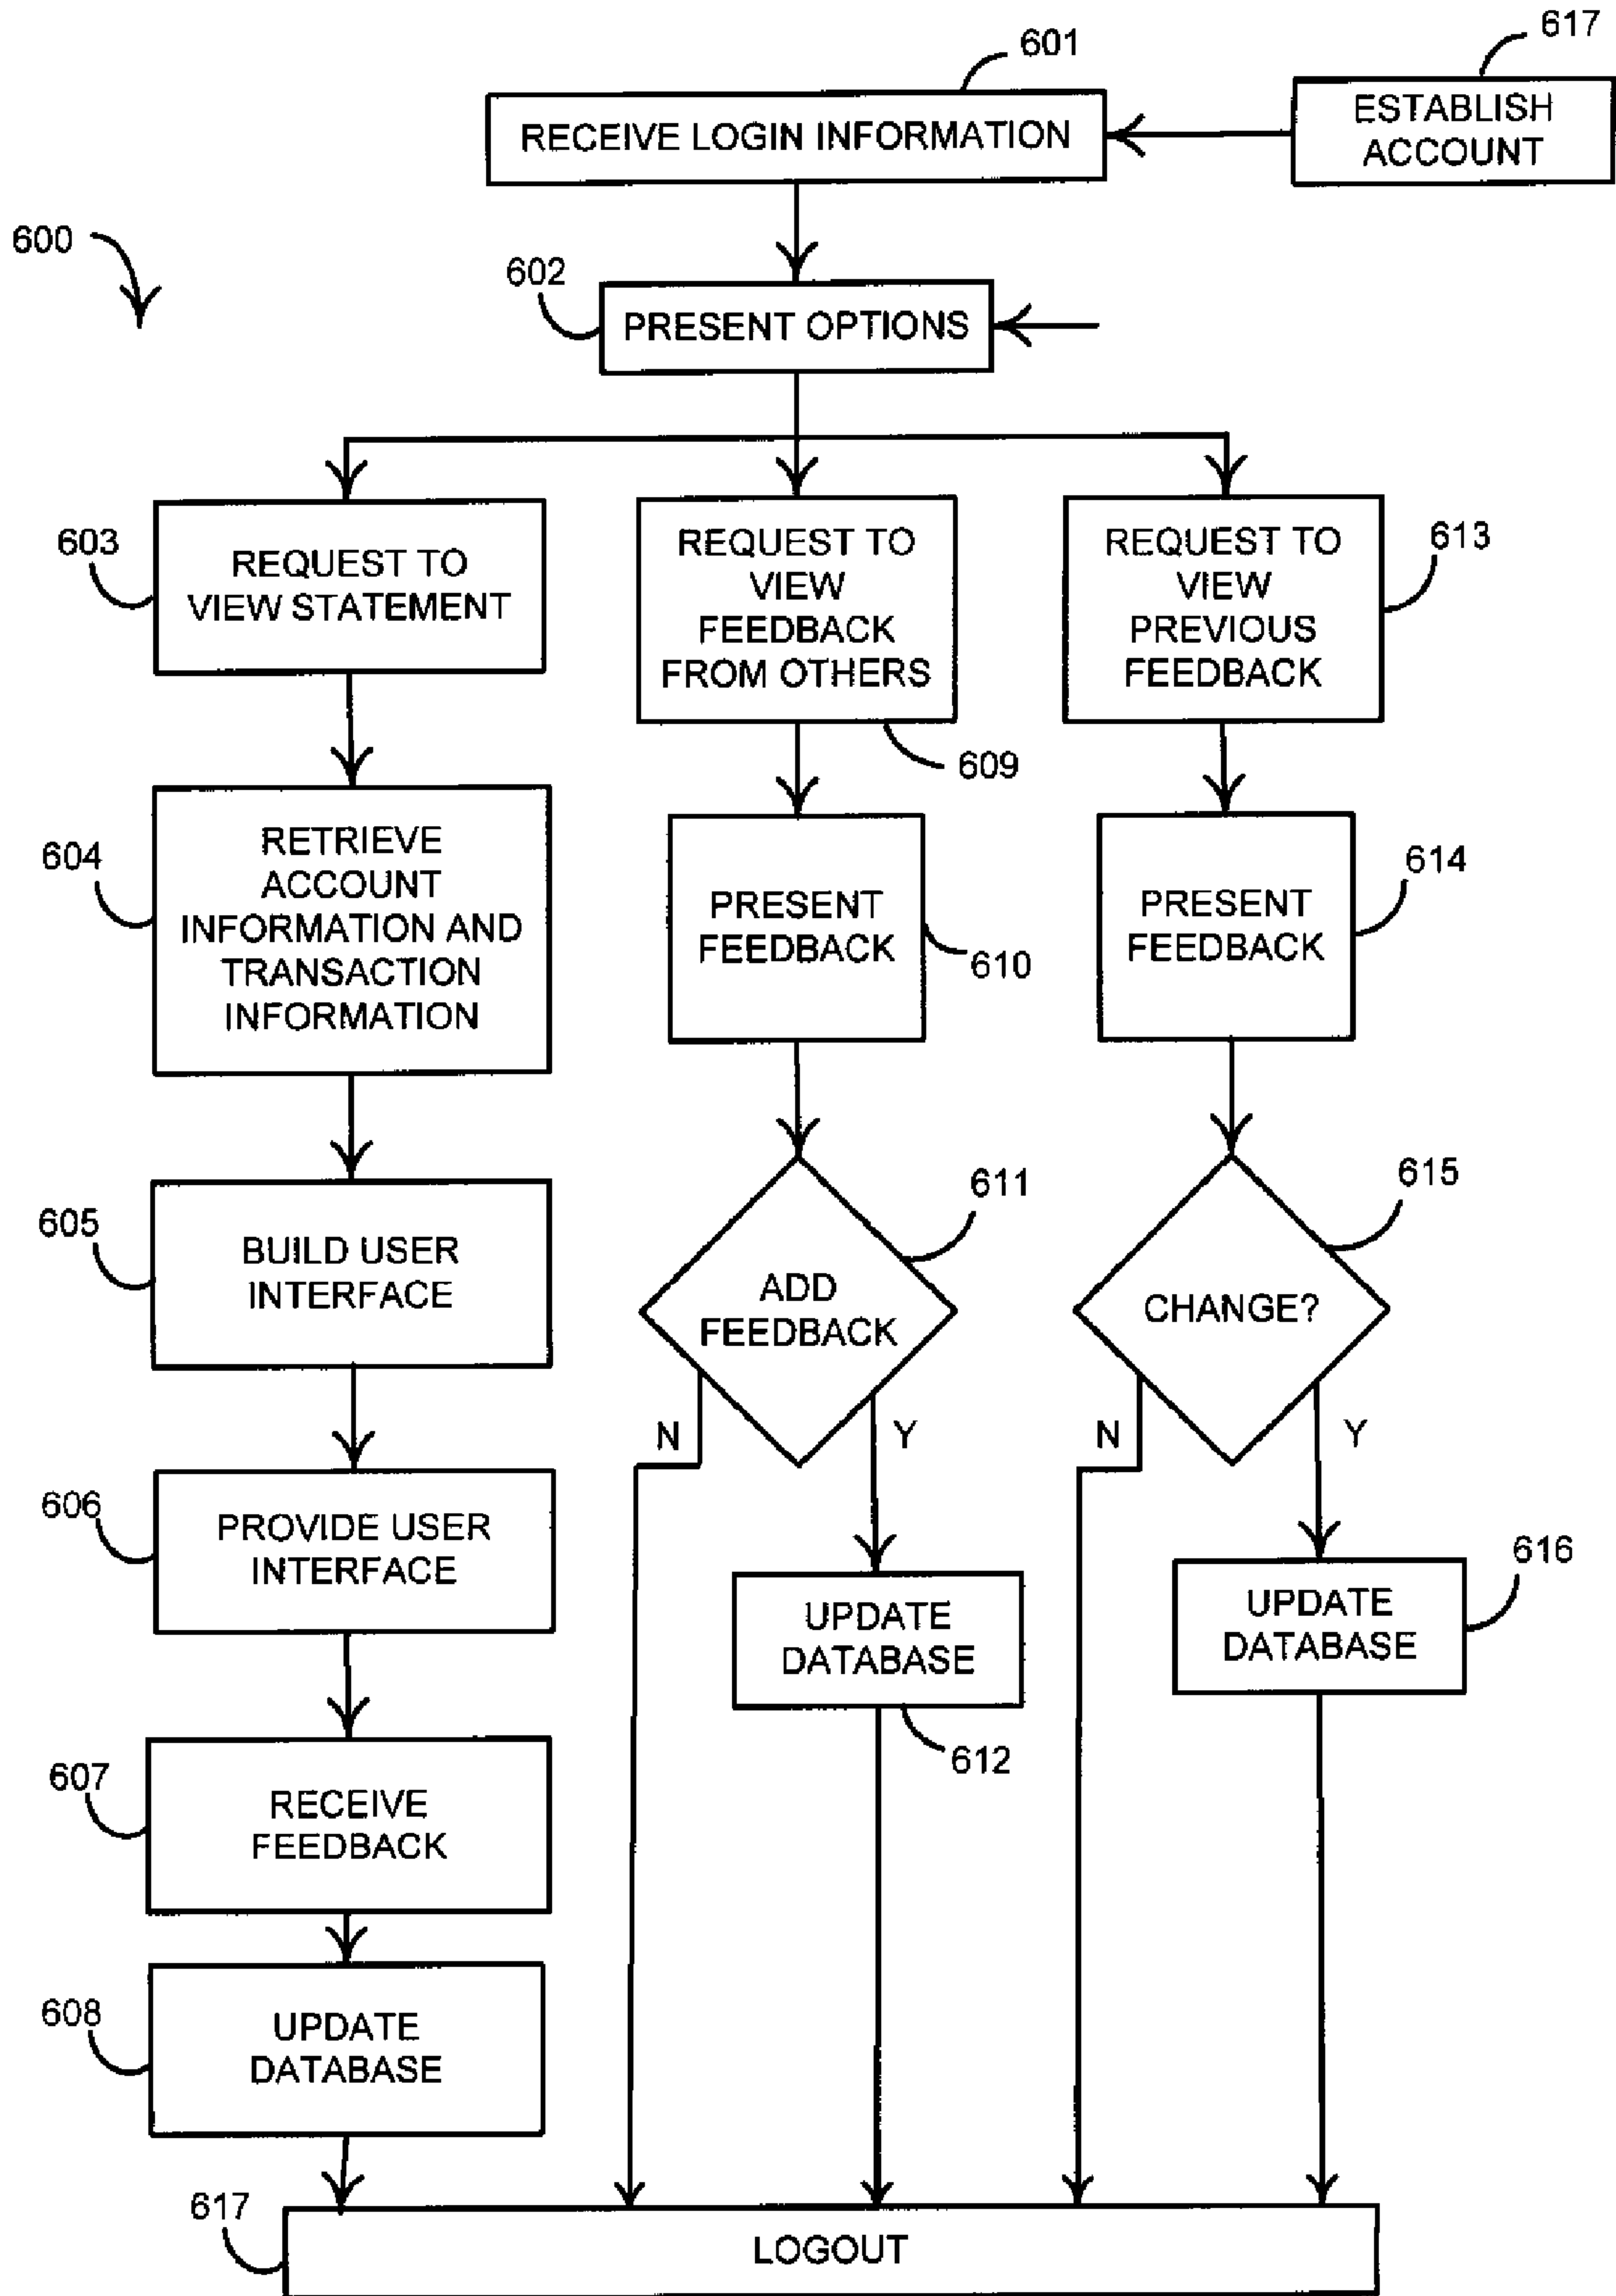 601
617
RECEIVE LOGIN INFORMATION
ESTABLISH
ACCOUNT
600
602
PRESENT OPTIONS
603
REQUEST TO
VIEW STATEMENT
604
RETRIEVE
ACCOUNT
INFORMATION AND
TRANSACTION
INFORMATION
605
BUILD USER
INTERFACE
606
PROVIDE USER
INTERFACE
607
RECEIVE
FEEDBACK
608
UPDATE
DATABASE
REQUEST TO
VIEW
FEEDBACK
FROM OTHERS
609
PRESENT
FEEDBACK
610
611
ADD
FEEDBACK
N
Y
UPDATE
DATABASE
612
REQUEST TO
VIEW
PREVIOUS
FEEDBACK
613
PRESENT
FEEDBACK
614
615
CHANGE?
N
Y
UPDATE
DATABASE
616
617
LOGOUT